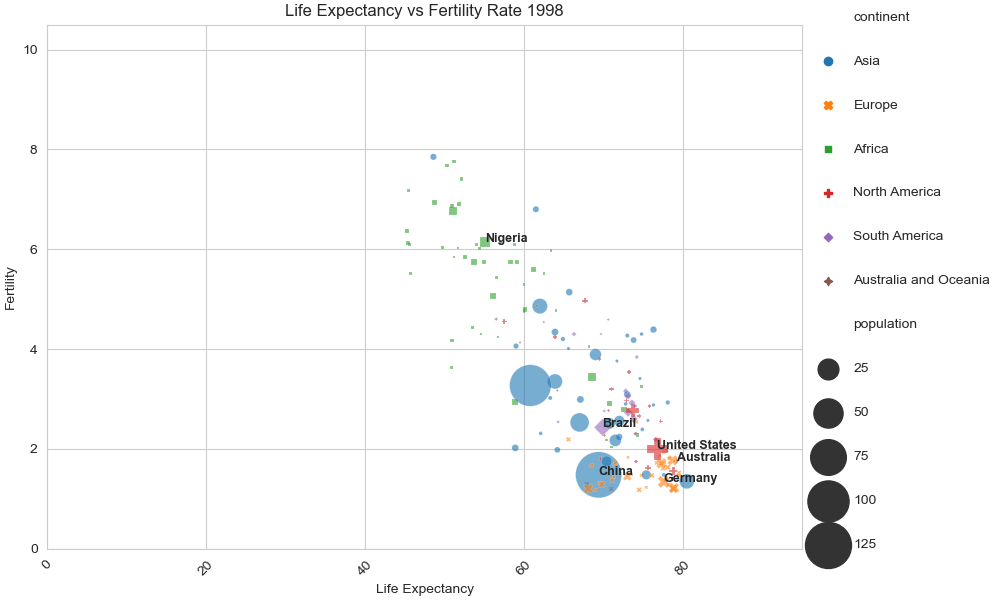 Life Expectancy vs Fertility Rate 1998
Fertility
10
8
6
4
2
0
0
20
40
60
80
Life Expectancy
Nigeria
Brazil
United States
Australia
China
Germany
continent
Asia
Europe
Africa
North America
South America
Australia and Oceania
population
25
50
75
100
125